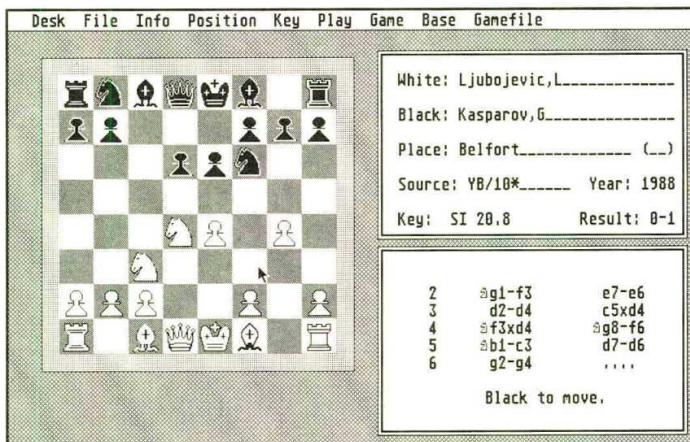 Desk File Info Position Key Play Game Base Gamefile
White: Ljubojevic,L
Black: Kasparov,G
Place: Belfort (__)
Source: YB/10* Year: 1988
Key: SI 20.8 Result: 0-1
2 ♘g1-f3 e7-e6
3 d2-d4 c5xd4
4 ♘f3xd4 ♘g8-f6
5 ♘b1-c3 d7-d6
6 g2-g4 ....
Black to move.